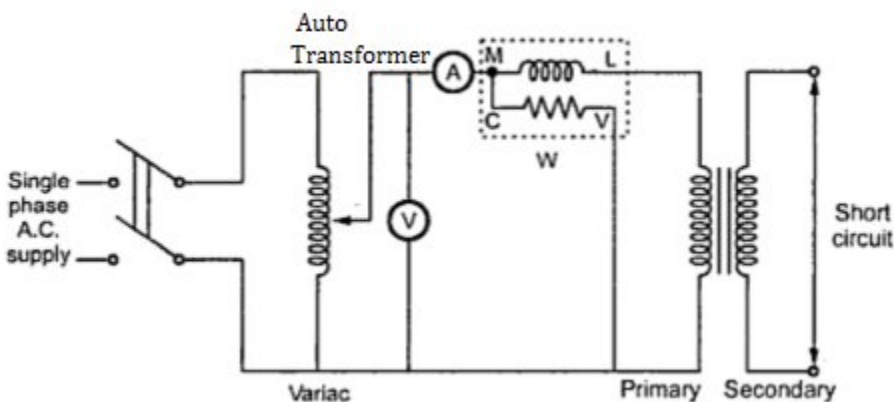 Auto
Transformer
A
M
L
C
V
W
Single
phase
A.C.
supply
V
Short
circuit
Variac
Primary
Secondary